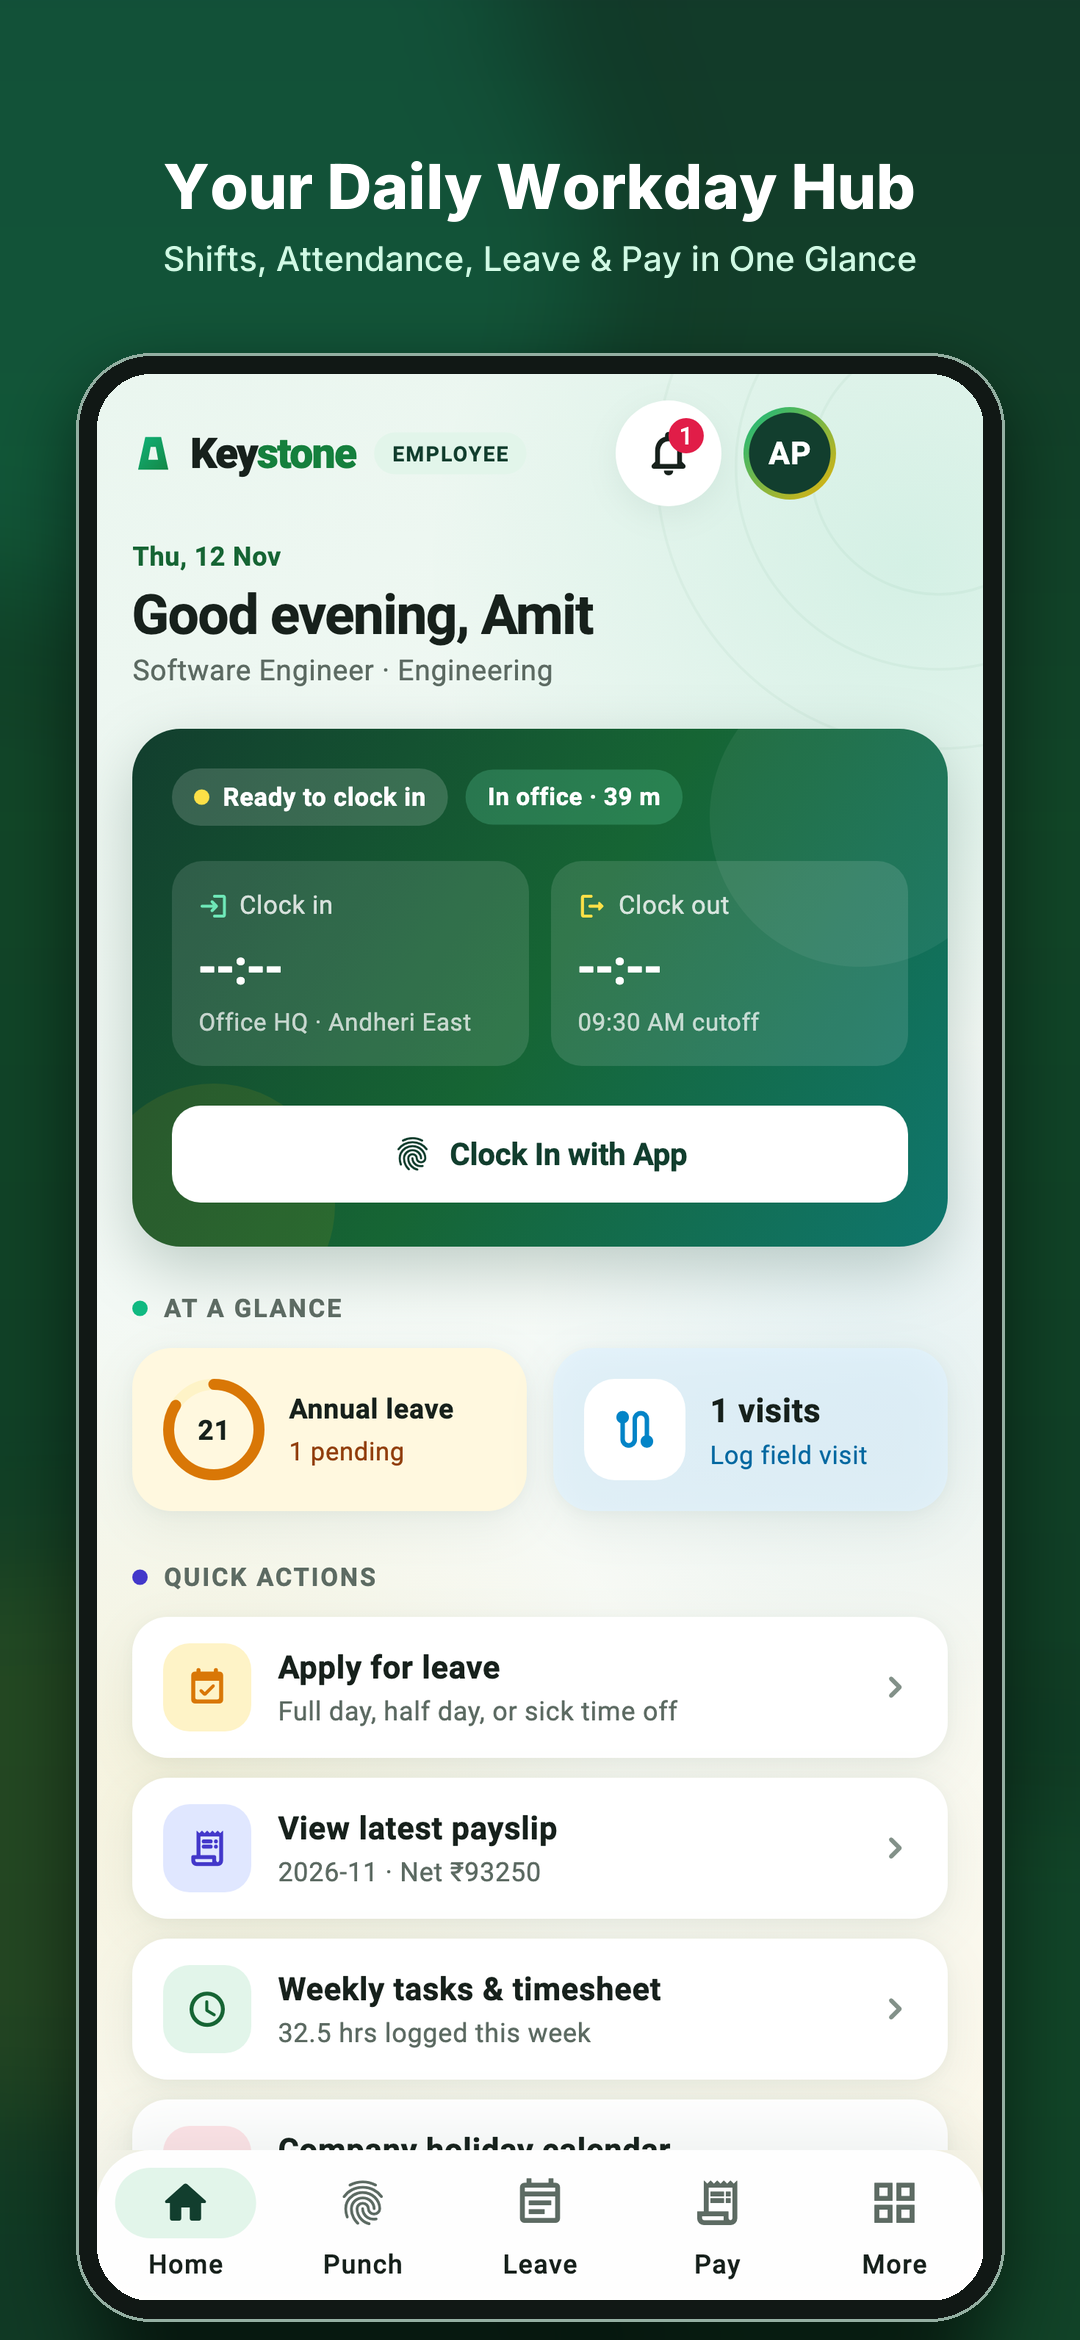 Your Daily Workday Hub
Shifts, Attendance, Leave & Pay in One Glance
Keystone EMPLOYEE 1 AP
Thu, 12 Nov
Good evening, Amit
Software Engineer · Engineering
Ready to clock in In office · 39 m
Clock in Clock out
--:-- --:--
Office HQ · Andheri East 09:30 AM cutoff
Clock In with App
AT A GLANCE
21 Annual leave 1 visits
1 pending Log field visit
QUICK ACTIONS
Apply for leave
Full day, half day, or sick time off
View latest payslip
2026-11 · Net ₹93250
Weekly tasks & timesheet
32.5 hrs logged this week
Company holiday calendar
Home Punch Leave Pay More